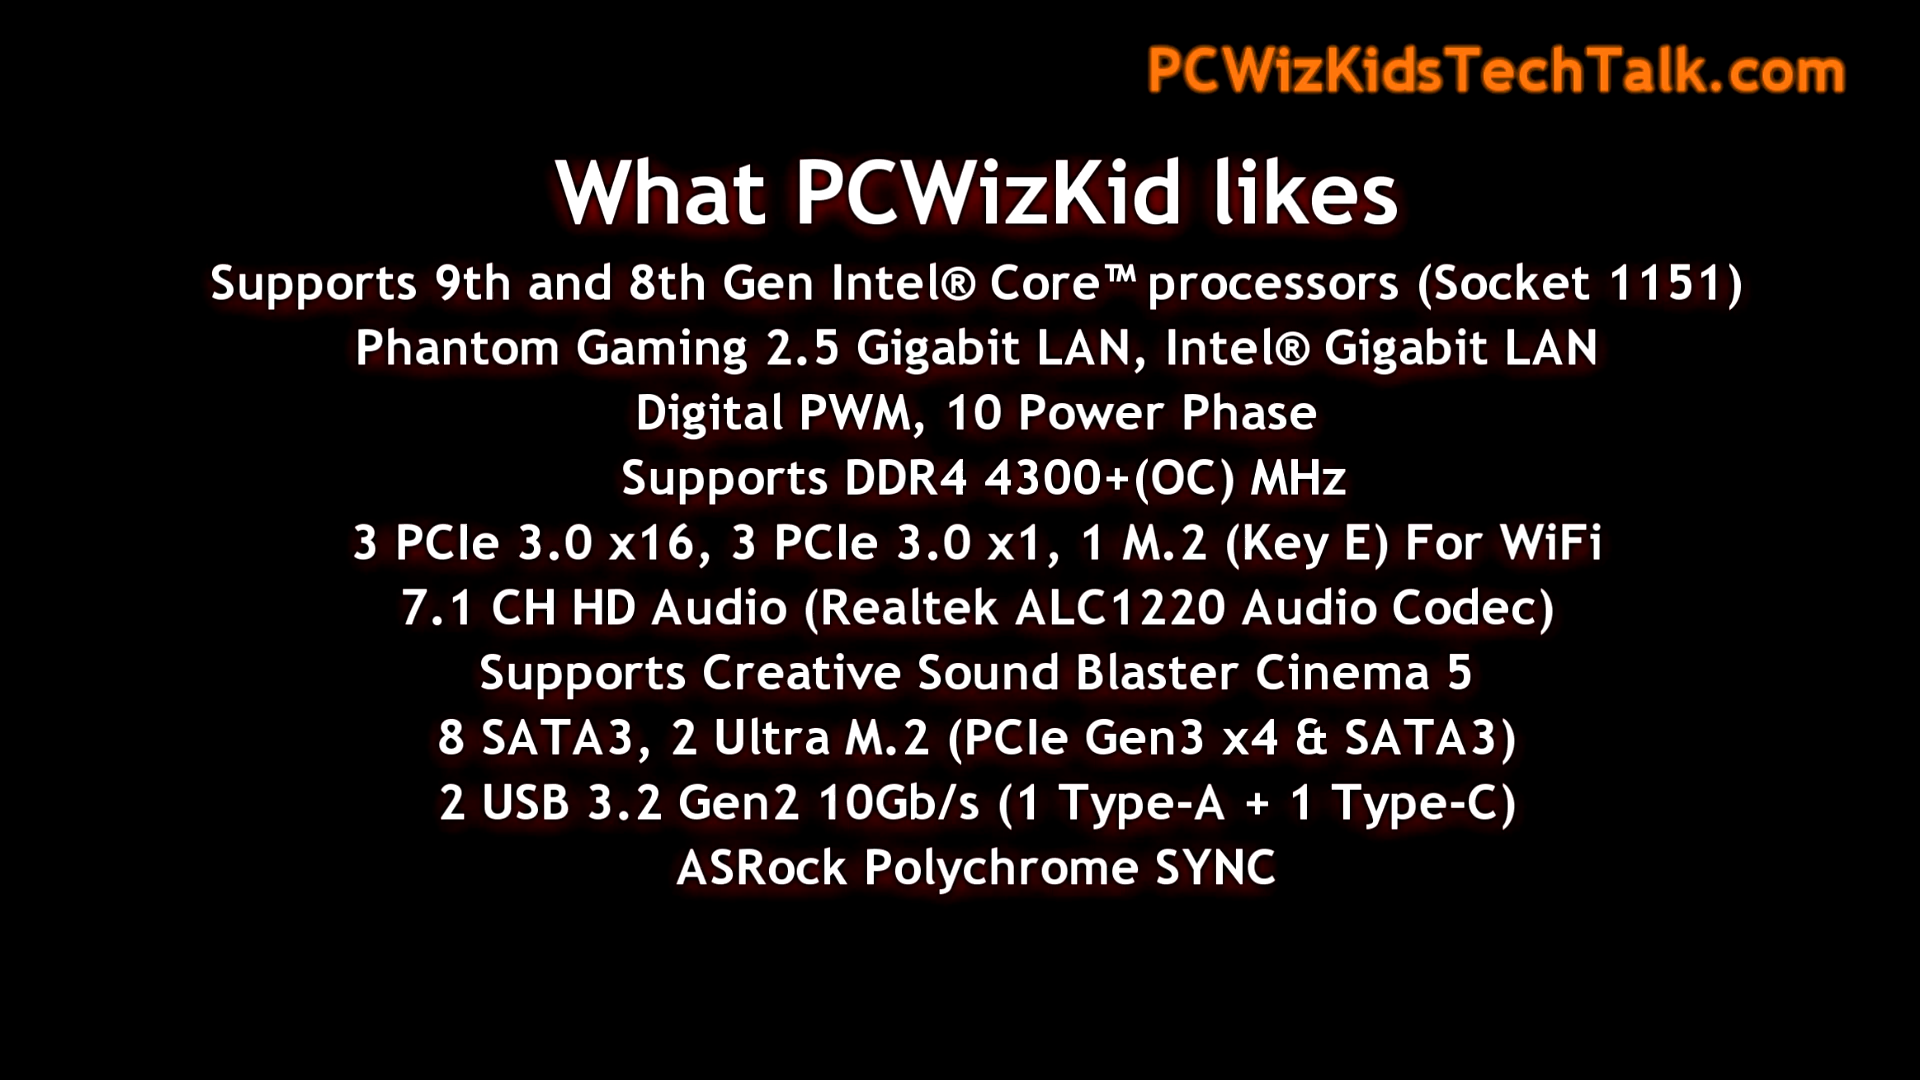 PCWizKidsTechTalk.com
What PCWizKid likes
Supports 9th and 8th Gen Intel® Core™ processors (Socket 1151)
Phantom Gaming 2.5 Gigabit LAN, Intel® Gigabit LAN
Digital PWM, 10 Power Phase
Supports DDR4 4300+(OC) MHz
3 PCIe 3.0 x16, 3 PCIe 3.0 x1, 1 M.2 (Key E) For WiFi
7.1 CH HD Audio (Realtek ALC1220 Audio Codec)
Supports Creative Sound Blaster Cinema 5
8 SATA3, 2 Ultra M.2 (PCIe Gen3 x4 & SATA3)
2 USB 3.2 Gen2 10Gb/s (1 Type-A + 1 Type-C)
ASRock Polychrome SYNC